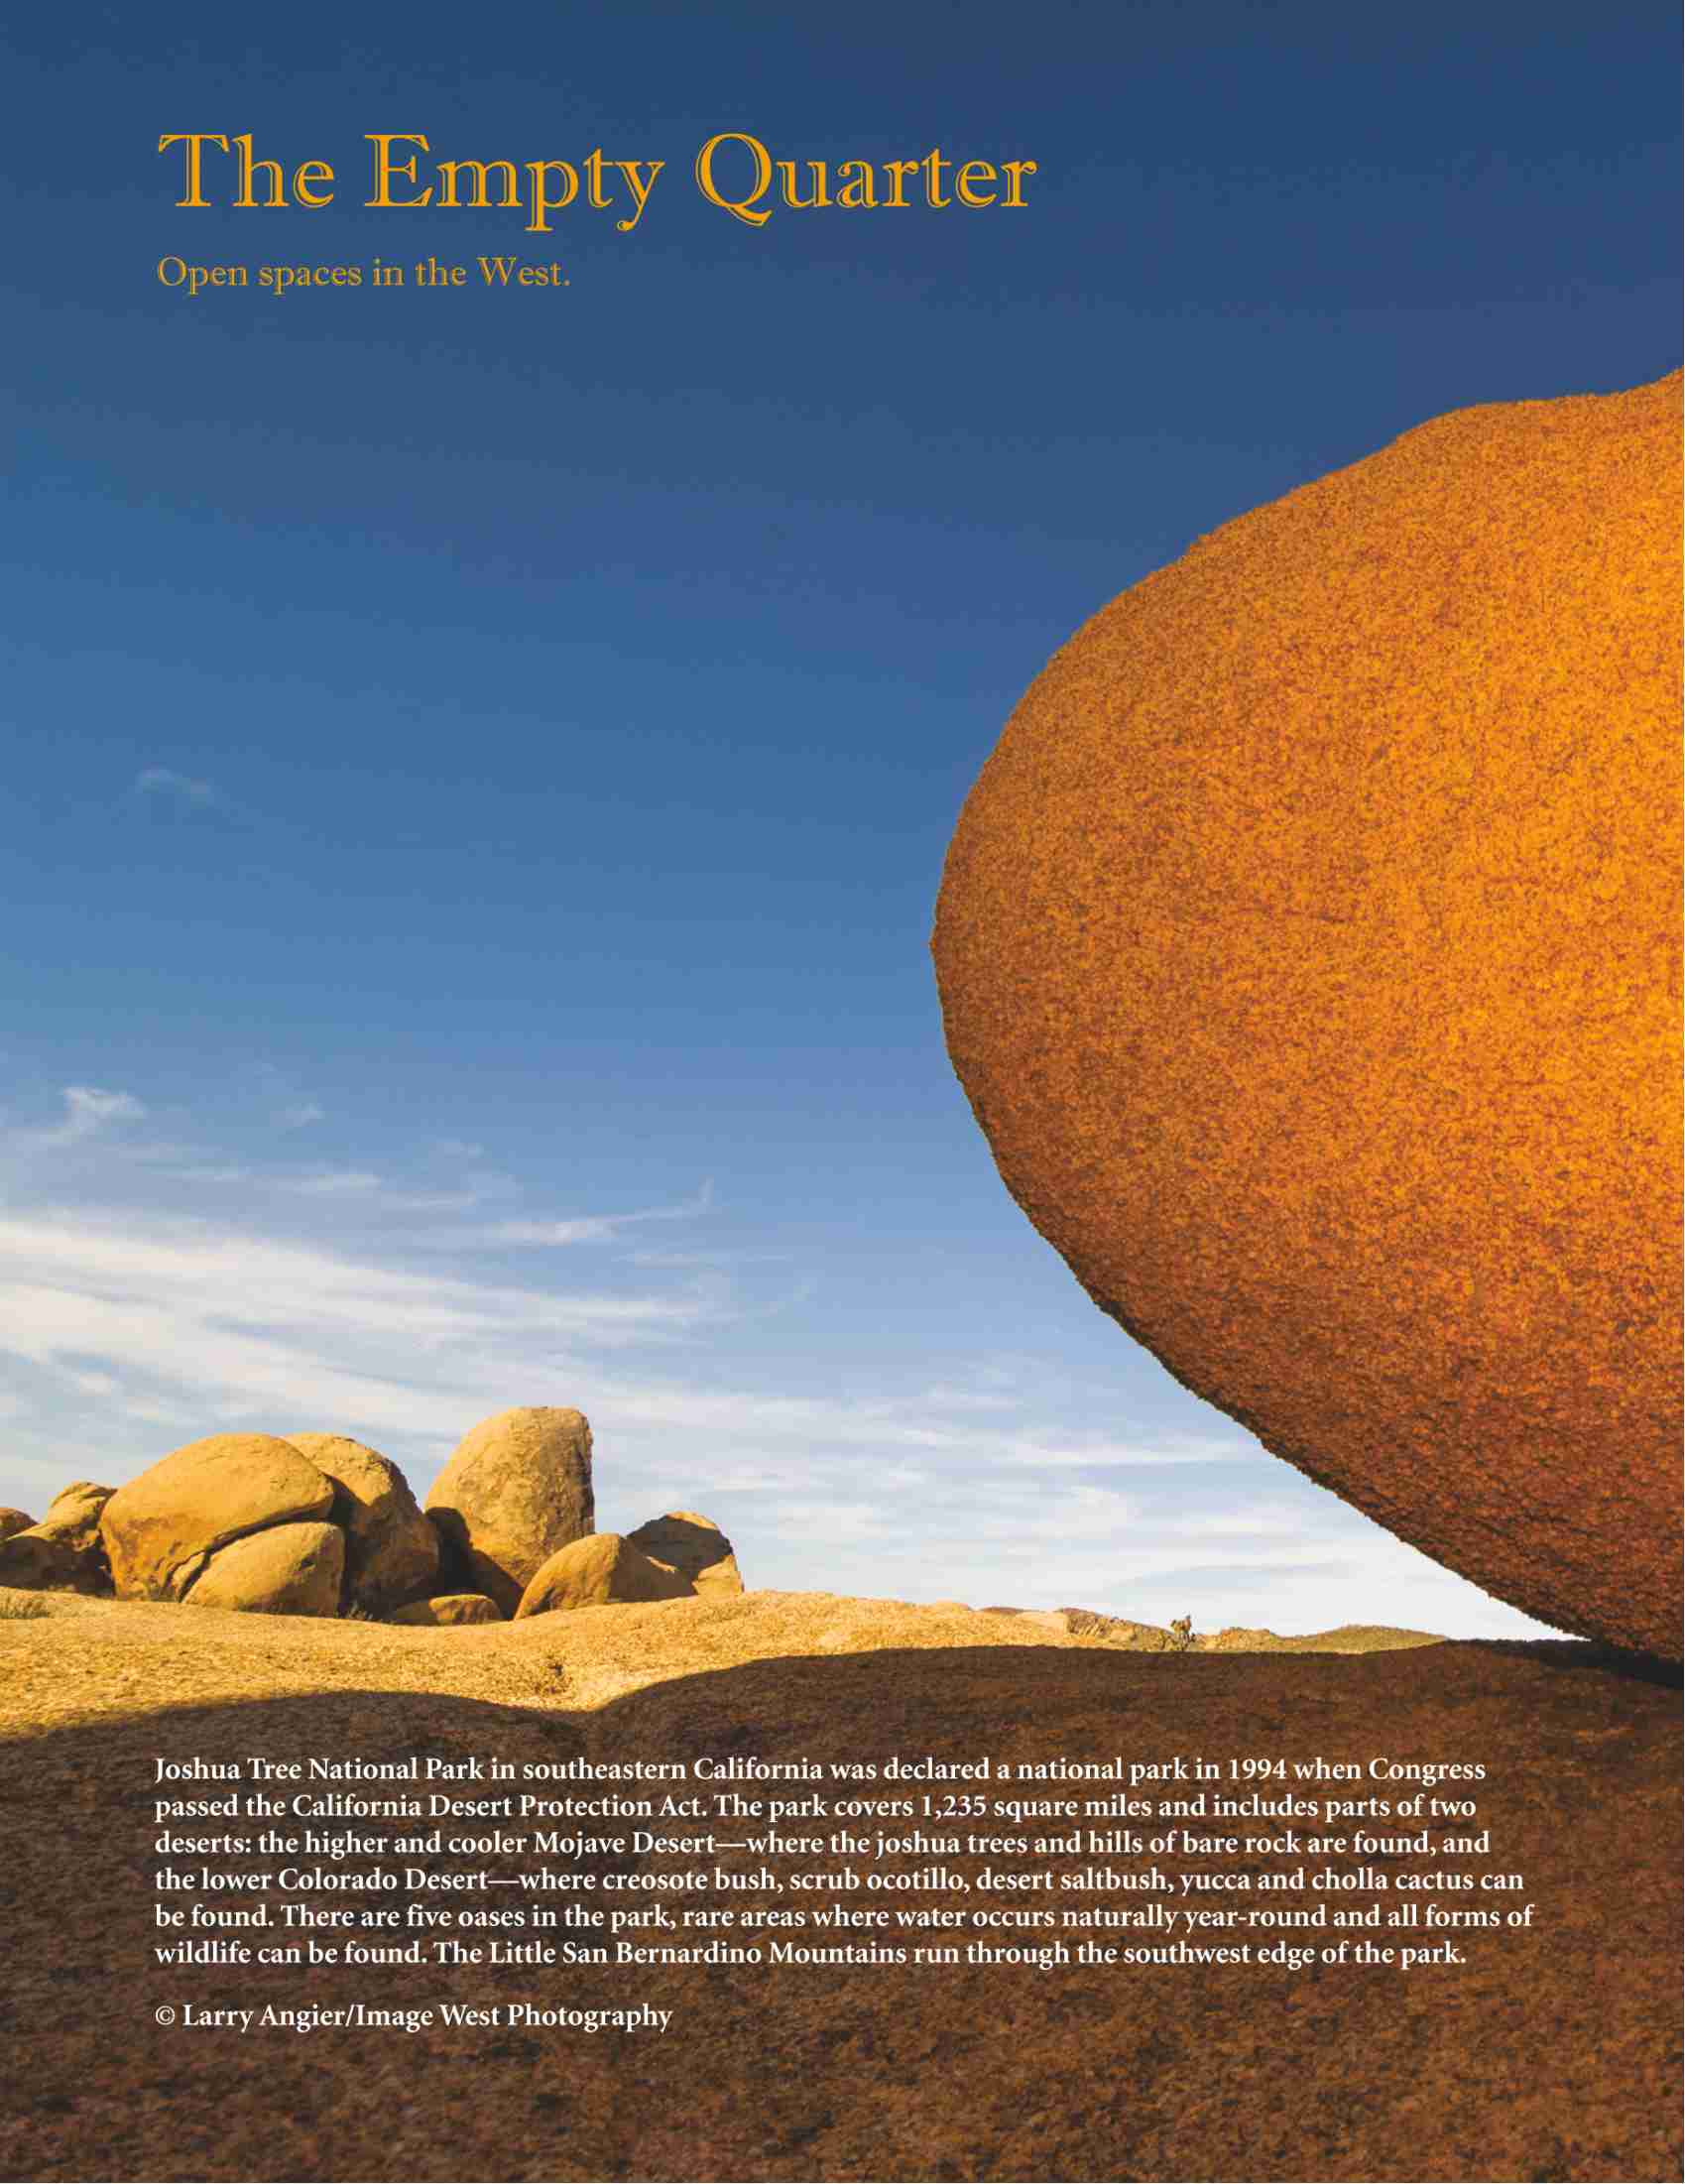 The Empty Quarter
Open spaces in the West.
Joshua Tree National Park in southeastern California was declared a national park in 1994 when Congress
passed the California Desert Protection Act. The park covers 1,235 square miles and includes parts of two
deserts: the higher and cooler Mojave Desert—where the joshua trees and hills of bare rock are found, and
the lower Colorado Desert—where creosote bush, scrub ocotillo, desert saltbush, yucca and cholla cactus can
be found. There are five oases in the park, rare areas where water occurs naturally year-round and all forms of
wildlife can be found. The Little San Bernardino Mountains run through the southwest edge of the park.
© Larry Angier/Image West Photography